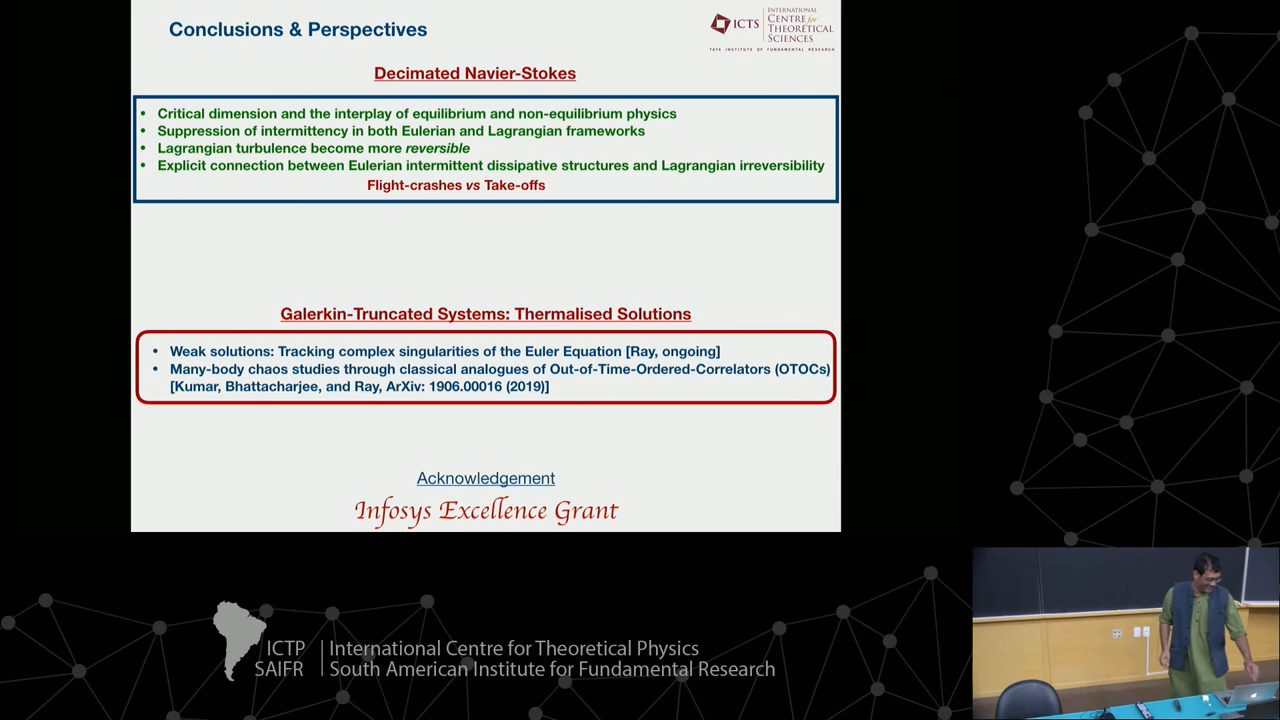 Conclusions & Perspectives
ICTS
INTERNATIONAL
CENTRE for
THEORETICAL
SCIENCES
TATA INSTITUTE OF FUNDAMENTAL RESEARCH
Decimated Navier-Stokes
• Critical dimension and the interplay of equilibrium and non-equilibrium physics
• Suppression of intermittency in both Eulerian and Lagrangian frameworks
• Lagrangian turbulence become more reversible
• Explicit connection between Eulerian intermittent dissipative structures and Lagrangian irreversibility
Flight-crashes vs Take-offs
Galerkin-Truncated Systems: Thermalised Solutions
• Weak solutions: Tracking complex singularities of the Euler Equation [Ray, ongoing]
• Many-body chaos studies through classical analogues of Out-of-Time-Ordered-Correlators (OTOCs)
[Kumar, Bhattacharjee, and Ray, ArXiv: 1906.00016 (2019)]
Acknowledgement
Infosys Excellence Grant
ICTP
SAIFR
International Centre for Theoretical Physics
South American Institute for Fundamental Research